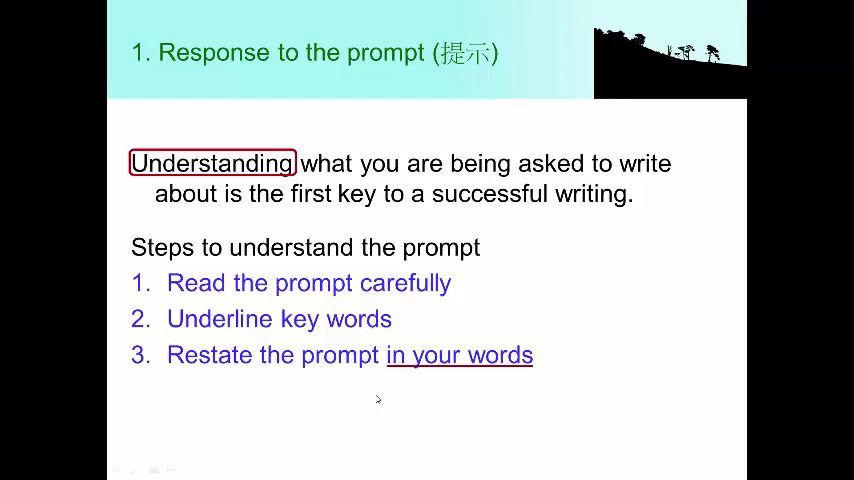 1. Response to the prompt (提示)
Understanding what you are being asked to write
about is the first key to a successful writing.
Steps to understand the prompt
1. Read the prompt carefully
2. Underline key words
3. Restate the prompt in your words